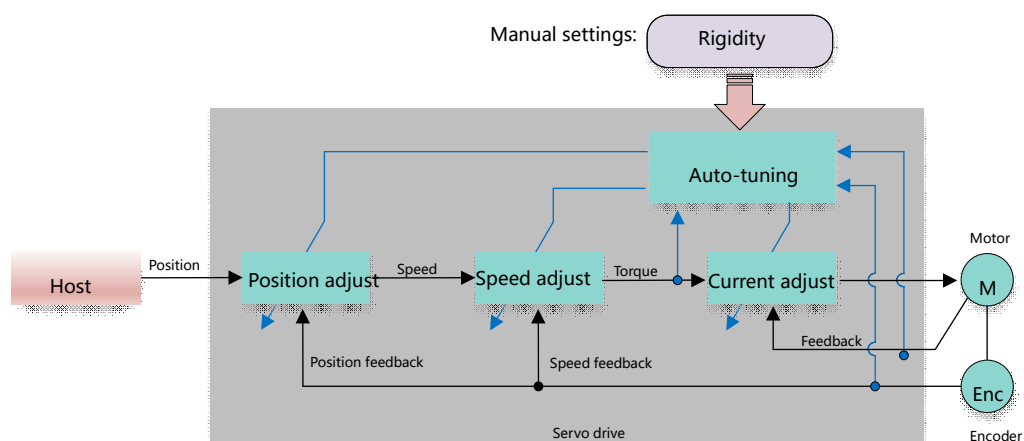 Manual settings:
Rigidity
Auto-tuning
Position
Host
Position adjust
Speed
Speed adjust
Torque
Current adjust
Motor
M
Feedback
Position feedback
Speed feedback
Enc
Servo drive
Encoder